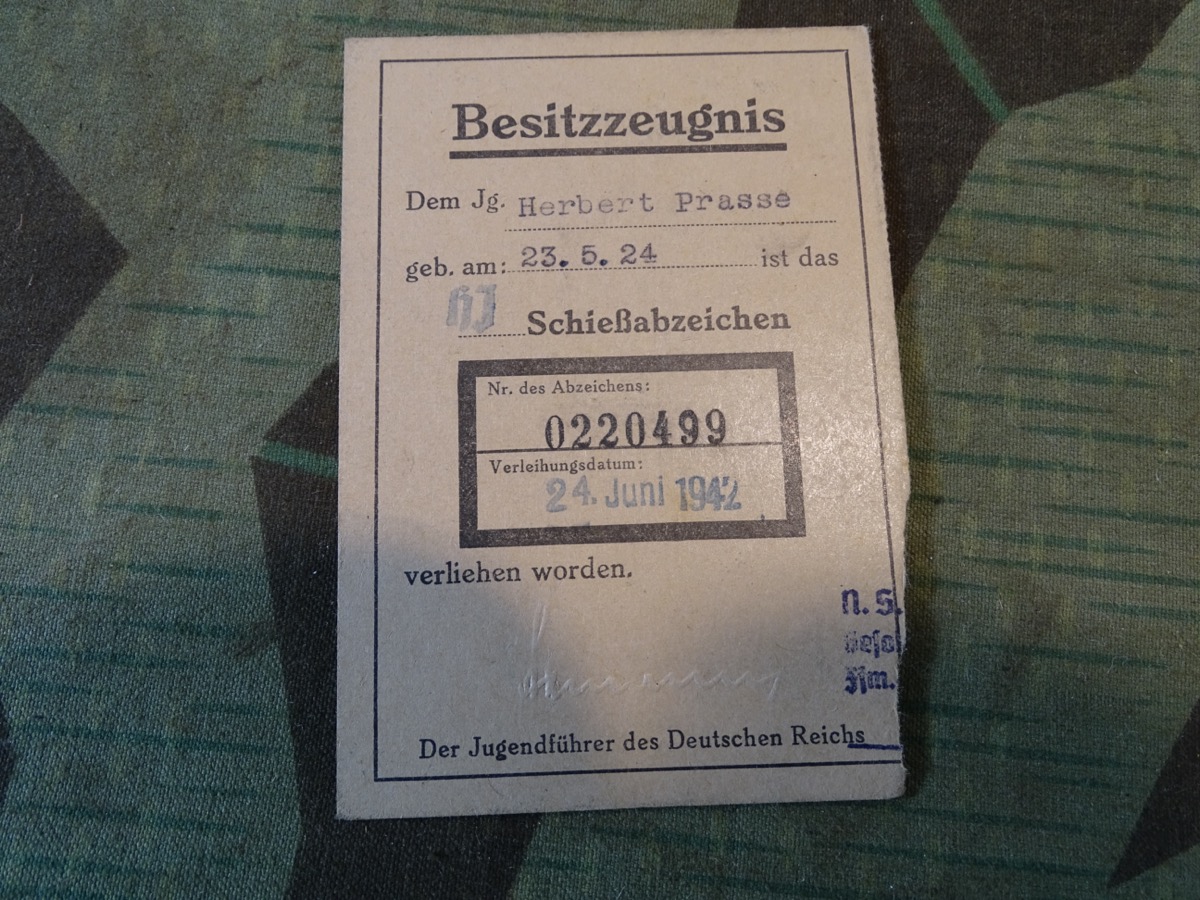 Besitzzeugnis
Dem Jg. Herbert Prasse
geb. am: 23. 5. 24 ist das
HJ Schießabzeichen
Nr. des Abzeichens:
0220499
Verleihungsdatum:
24. Juni 1942
verliehen worden.
N. S.
Der Jugendführer des Deutschen Reichs